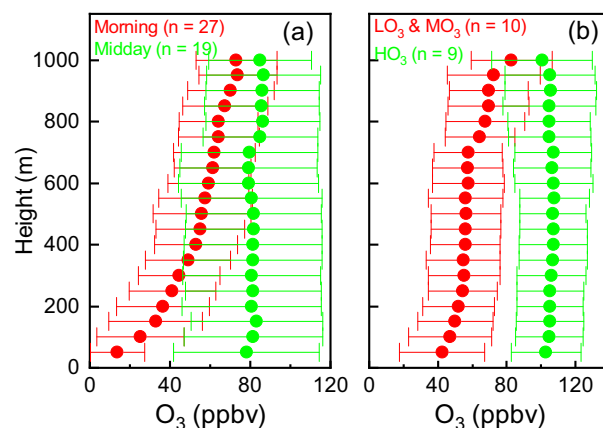 Morning (n = 27)
Midday (n = 19)
(a)
LO₃ & MO₃ (n = 10)
HO₃ (n = 9)
(b)
1000
800
600
400
200
0
Height (m)
0 40 80 120
0 40 80 120
O₃ (ppbv)
O₃ (ppbv)